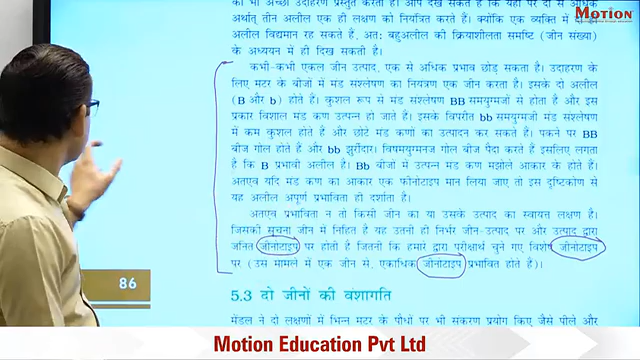 का भी अच्छा उदाहरण प्रस्तुत करता है। आप देख सकते हैं कि यहाँ पर दो से अधिक
अर्थात् तीन अलील एक ही लक्षण को नियंत्रित करते हैं। क्योंकि एक व्यक्ति में
अलील विद्यमान रह सकते हैं, अतः बहुअलील की क्रियाशीलता समष्टि (जीन संख्या)
के अध्ययन में ही दिख सकती है।
कभी-कभी एकल जीन उत्पाद, एक से अधिक प्रभाव छोड़ सकता है। उदाहरण के
लिए मटर के बीजों में मंड संश्लेषण का नियंत्रण एक जीन करता है। इसके दो अलील
(B और b) होते हैं। कुशल रूप से मंड संश्लेषण BB समयुग्मजों से होता है और इस
प्रकार विशाल मंड कण उत्पन्न हो जाते हैं। इसके विपरीत bb समयुग्मजी मंड संश्लेषण
में कम कुशल होते हैं और छोटे मंड कणों का उत्पादन कर सकते हैं। पकने पर BB
बीज गोल होते हैं और bb झुर्रीदार। विषमयुग्मनज गोल बीज पैदा करते हैं इसलिए लगता
है कि B प्रभावी अलील है। Bb बीजों में उत्पन्न मंड कण मझोले आकार के होते हैं।
अतएव यदि मंड कण का आकार एक फीनोटाइप मान लिया जाए तो इस दृष्टिकोण से
यह अलील अपूर्ण प्रभाविता ही दर्शाता है।
अतएव प्रभाविता न तो किसी जीन का या उसके उत्पाद का स्वायत्त लक्षण है।
जिसकी सूचना जीन में निहित है यह उतनी ही निर्भर जीन-उत्पाद पर और उत्पाद द्वारा
जनित जीनोटाइप पर होती है जितनी कि हमारे द्वारा परीक्षार्थ चुने गए विशेष जीनोटाइप
पर (उस मामले में एक जीन से, एकाधिक जीनोटाइप प्रभावित होते हैं)।
86
5.3 दो जीनों की वंशागति
मेंडल ने दो लक्षणों में भिन्न मटर के पौधों पर भी संकरण प्रयोग किए जैसे पीले और
MOTION
Motion Education Pvt Ltd